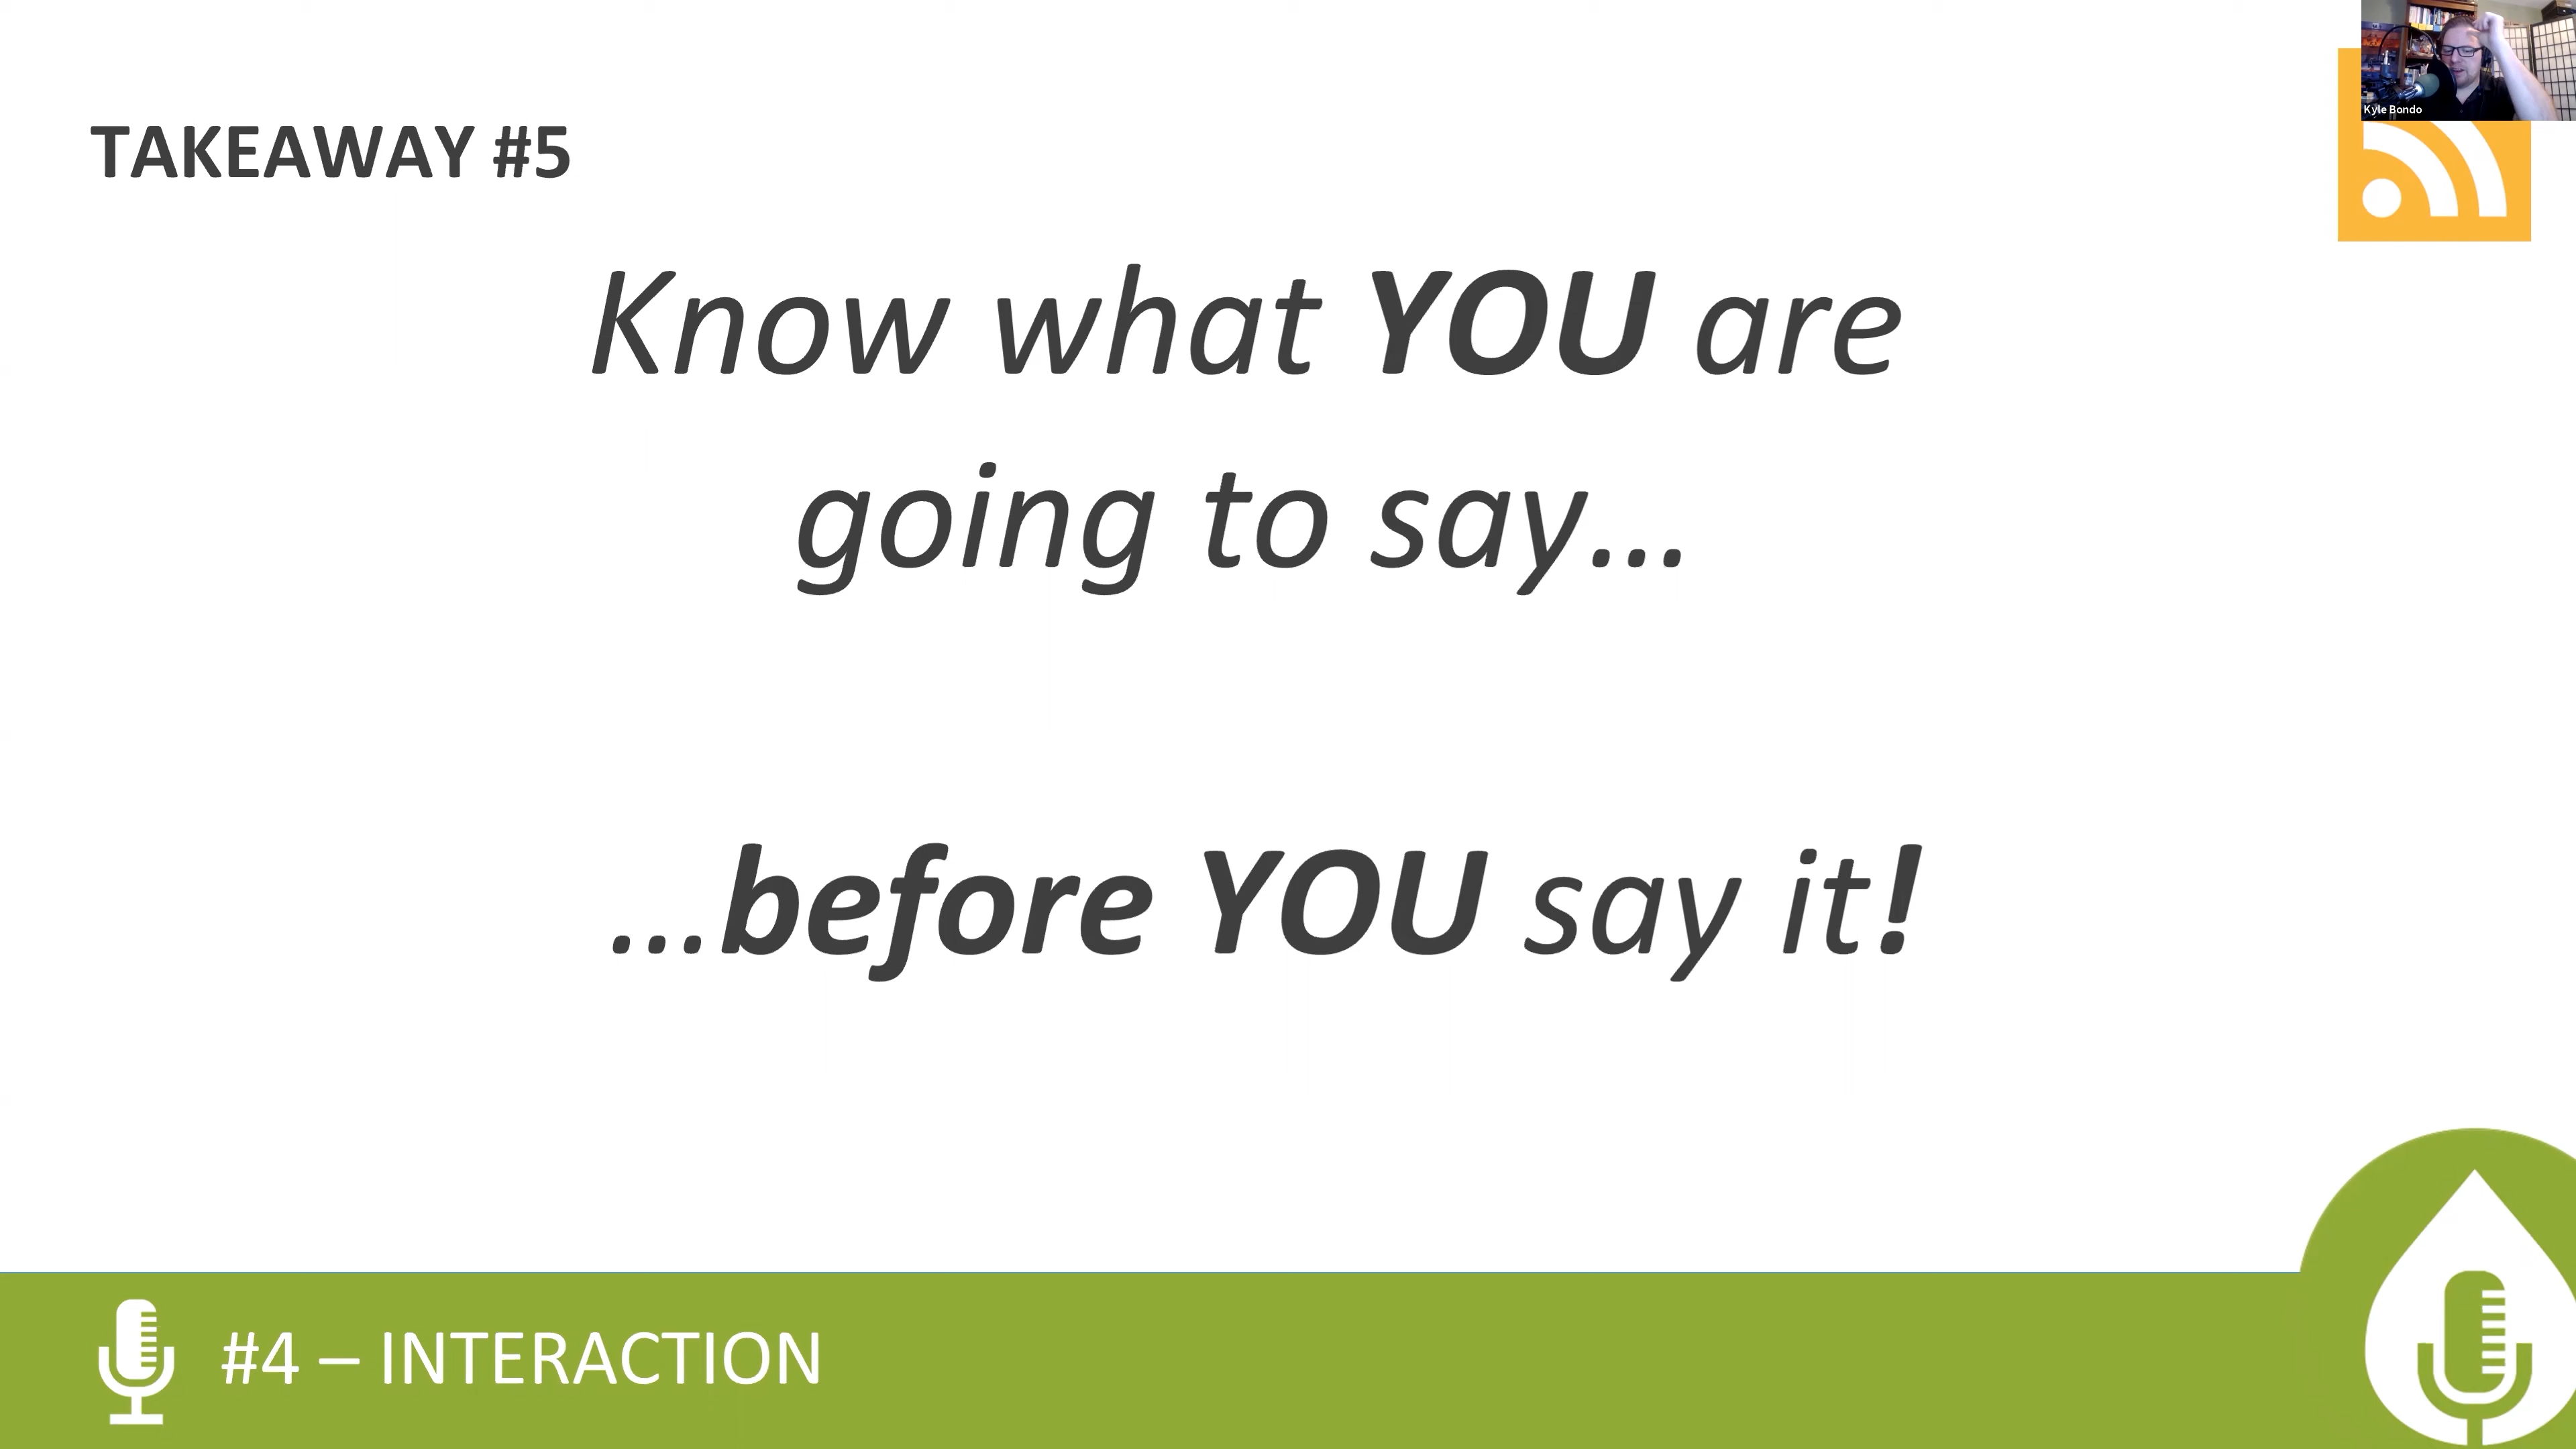 Kyle Bondo
TAKEAWAY #5
Know what YOU are
going to say...
...before YOU say it!
#4 – INTERACTION